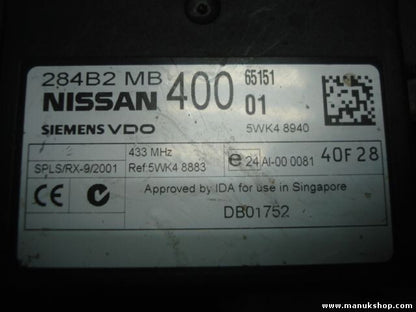 284B2 MB 400 65151
NISSAN 01
SIEMENS VDO 5WK4 8940
433 MHz
SPLS/RX-9/2001 Ref.5WK4 8883 e 24 AI-00 0081 40F28
CE
Approved by IDA for use in Singapore
DB01752
www.manukshop.com